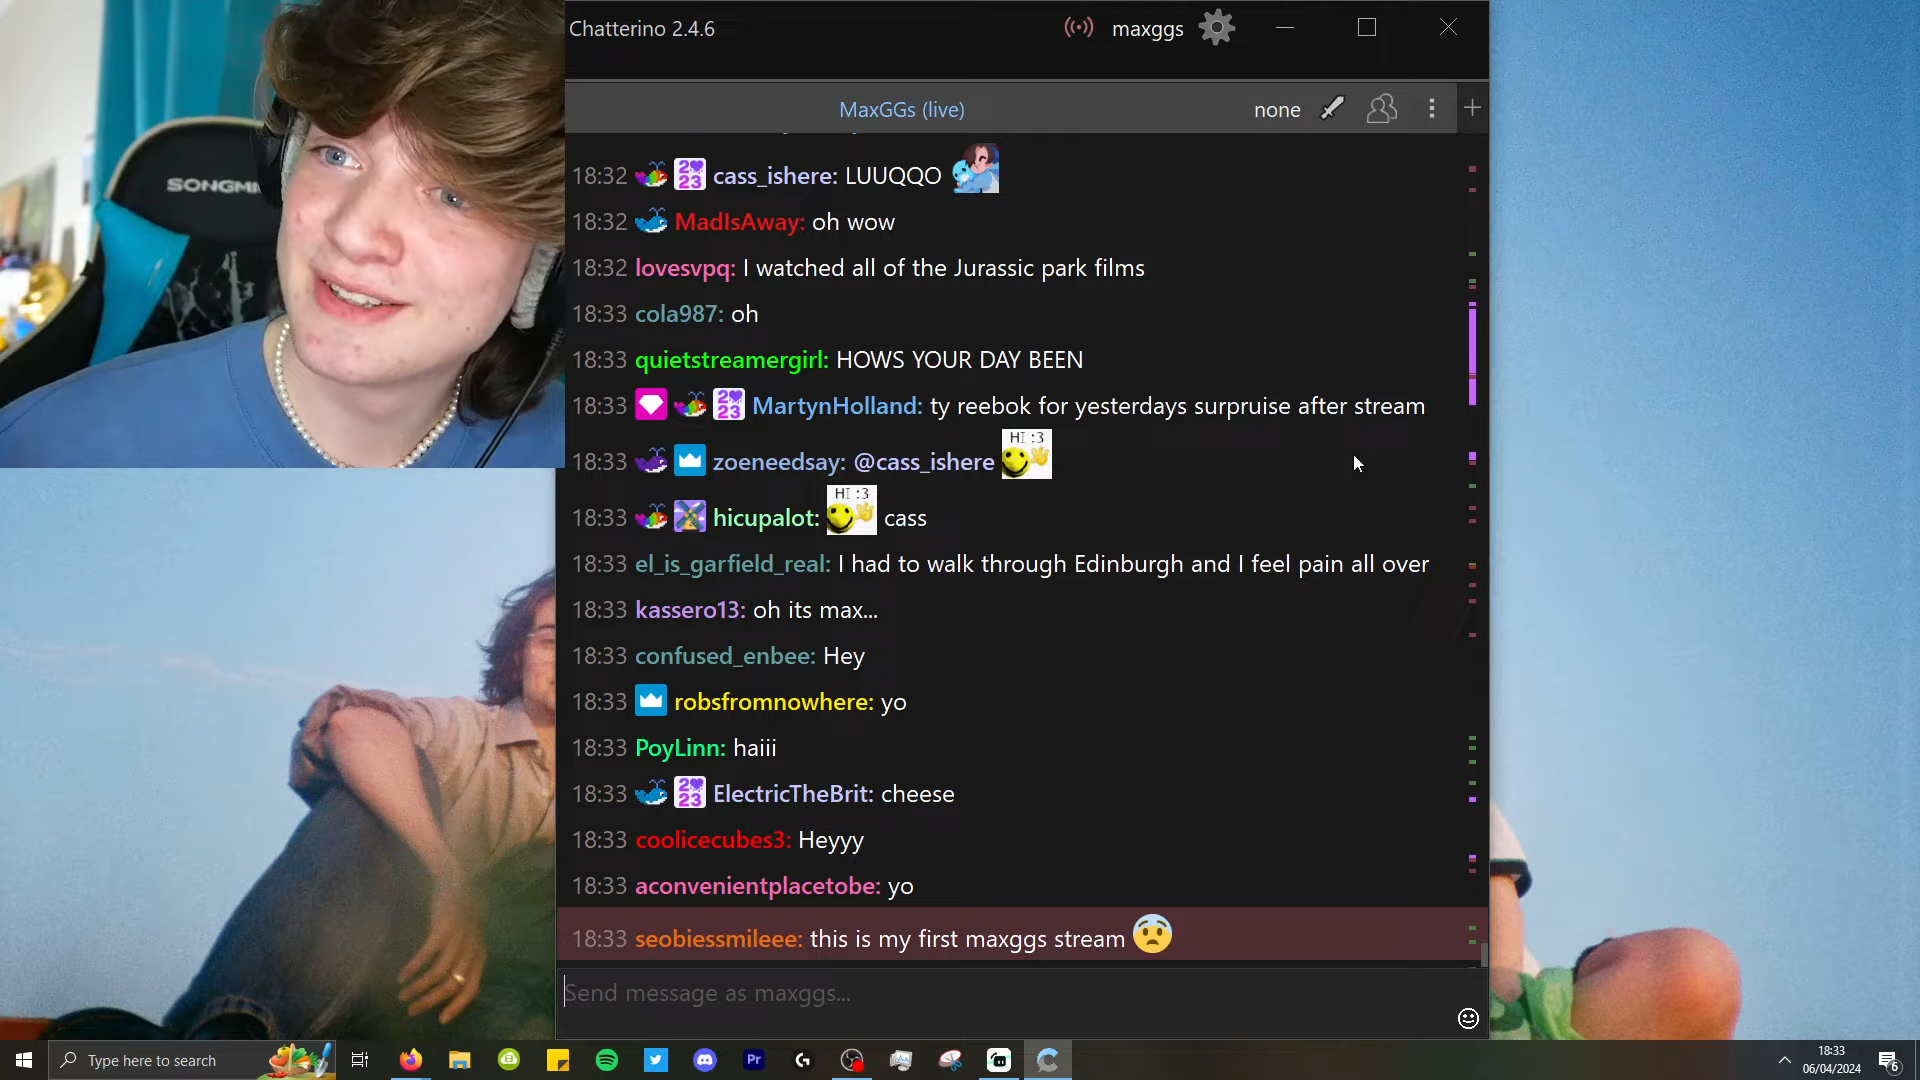 SONGMI
Chatterino 2.4.6
maxggs
MaxGGs (live)
none
18:32 cass_ishere: LUUQQO
18:32 MadIsAway: oh wow
18:32 lovesvpq: I watched all of the Jurassic park films
18:33 cola987: oh
18:33 quietstreamergirl: HOWS YOUR DAY BEEN
18:33 MartynHolland: ty reebok for yesterdays surpruise after stream
HI :3
18:33 zoeneedsay: @cass_ishere
HI :3
18:33 hicupalot: cass
18:33 el_is_garfield_real: I had to walk through Edinburgh and I feel pain all over
18:33 kassero13: oh its max...
18:33 confused_enbee: Hey
18:33 robsfromnowhere: yo
18:33 PoyLinn: haiii
18:33 ElectricTheBrit: cheese
18:33 coolicecubes3: Heyyy
18:33 aconvenientplacetobe: yo
18:33 seobiessmileee: this is my first maxggs stream
Send message as maxggs...
Type here to search
Pr
18:33
06/04/2024
6